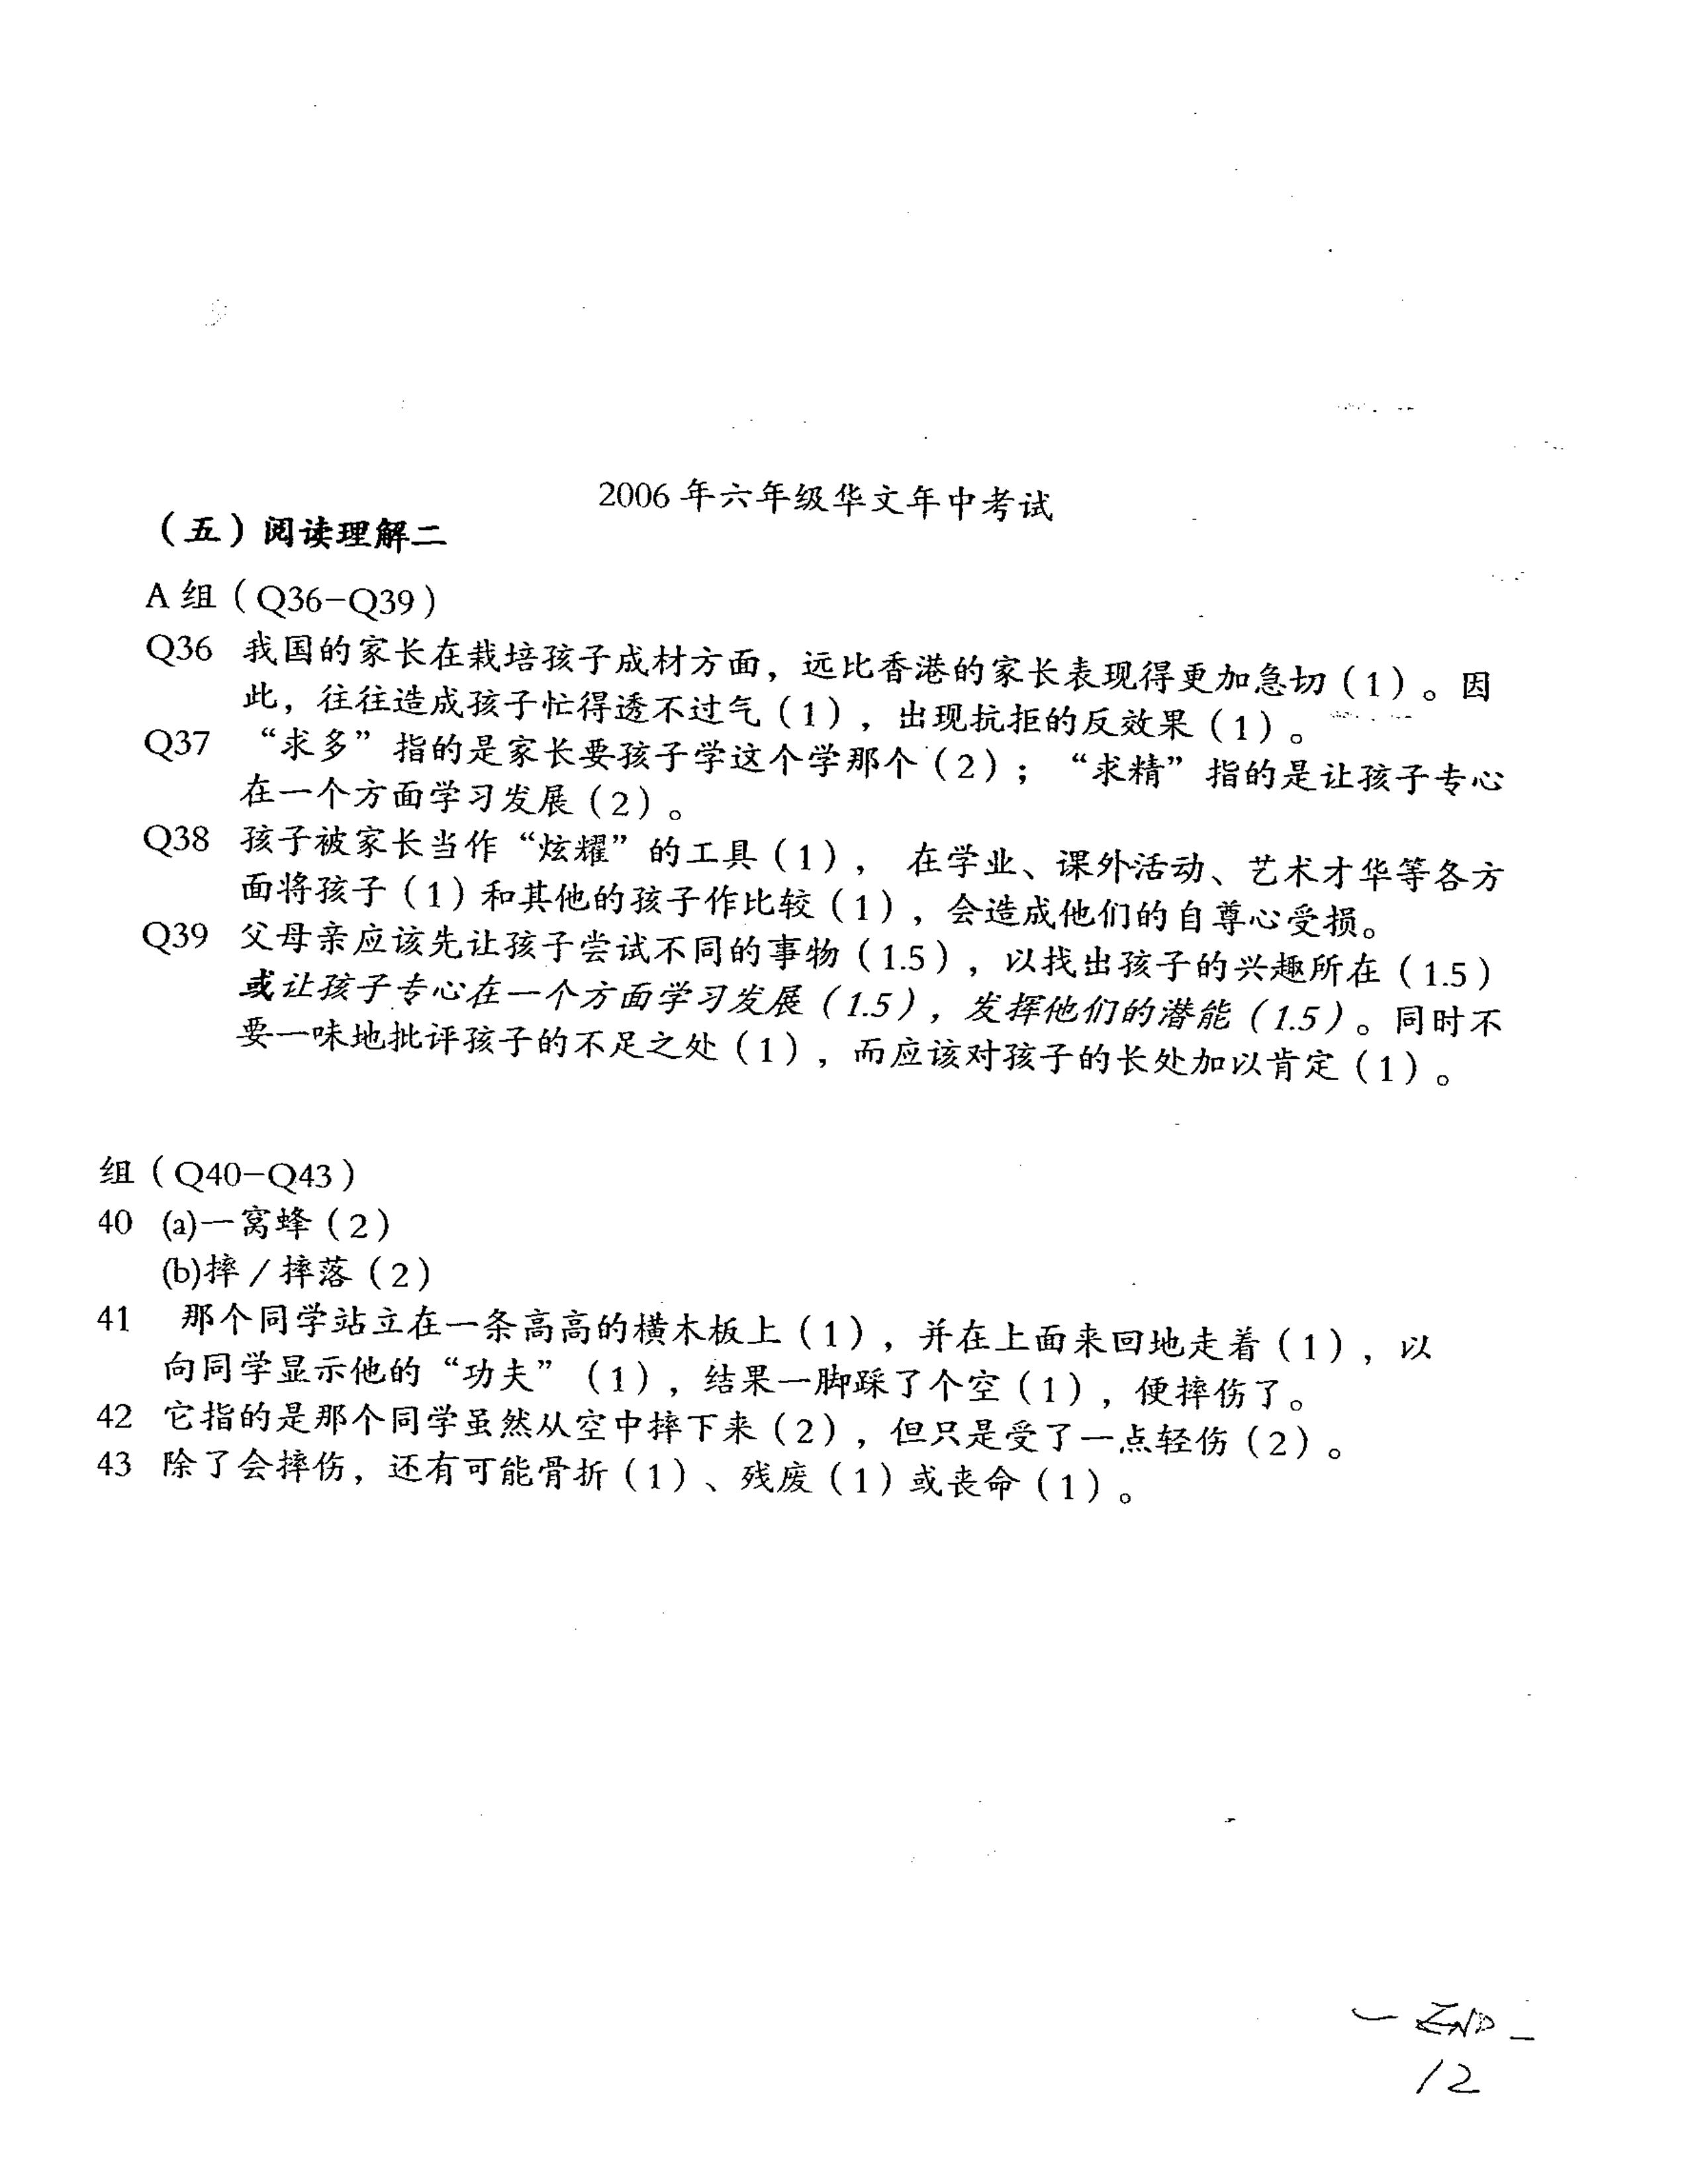 2006 年六年级华文年中考试
（五）阅读理解二
A 组（Q36-Q39）
Q36 我国的家长在栽培孩子成材方面，远比香港的家长表现得更加急切（1）。因
此，往往造成孩子忙得透不过气（1），出现抗拒的反效果（1）。
Q37 “求多”指的是家长要孩子学这个学那个（2）；“求精”指的是让孩子专心
在一个方面学习发展（2）。
Q38 孩子被家长当作“炫耀”的工具（1）， 在学业、课外活动、艺术才华等各方
面将孩子（1）和其他的孩子作比较（1），会造成他们的自尊心受损。
Q39 父母亲应该先让孩子尝试不同的事物（1.5），以找出孩子的兴趣所在（1.5）
或让孩子专心在一个方面学习发展（1.5），发挥他们的潜能（1.5）。同时不
要一味地批评孩子的不足之处（1），而应该对孩子的长处加以肯定（1）。
组（Q40-Q43）
40 (a)一窝蜂（2）
(b)摔／摔落（2）
41 那个同学站立在一条高高的横木板上（1），并在上面来回地走着（1），以
向同学显示他的“功夫”（1），结果一脚踩了个空（1），便摔伤了。
42 它指的是那个同学虽然从空中摔下来（2），但只是受了一点轻伤（2）。
43 除了会摔伤，还有可能骨折（1）、残废（1）或丧命（1）。
- END -
12